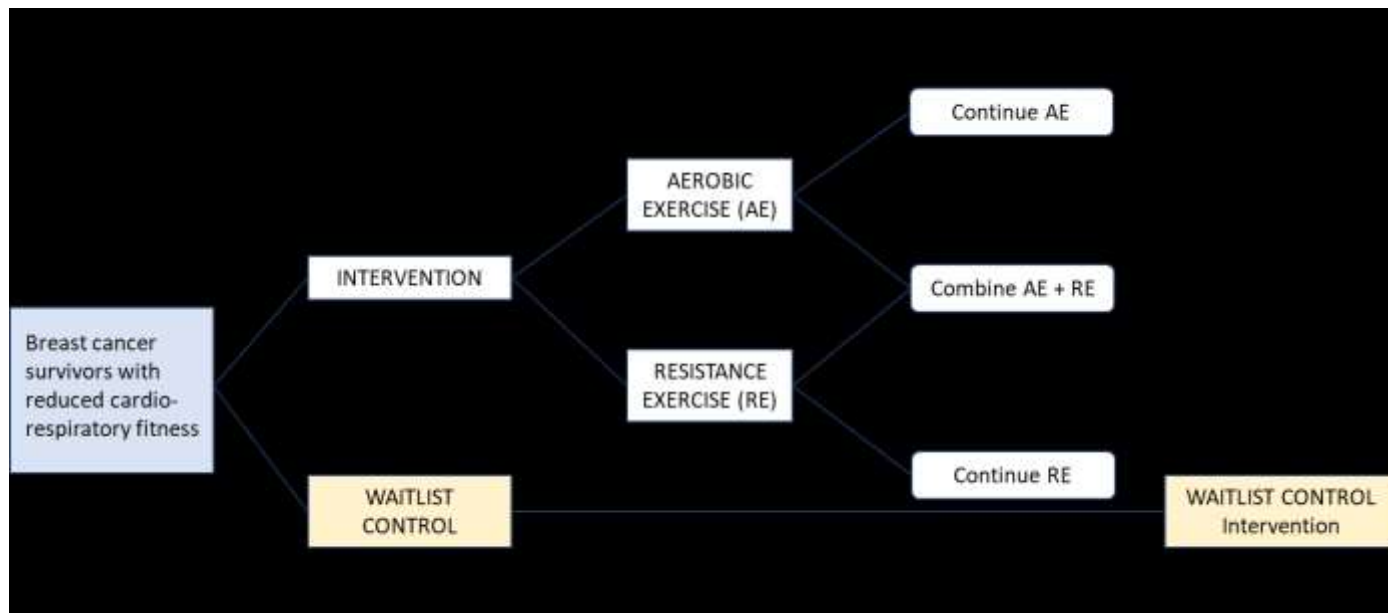 Continue AE
AEROBIC
EXERCISE (AE)
INTERVENTION
Combine AE + RE
Breast cancer
survivors with
reduced cardio-
respiratory fitness
RESISTANCE
EXERCISE (RE)
Continue RE
WAITLIST
CONTROL
WAITLIST CONTROL
Intervention